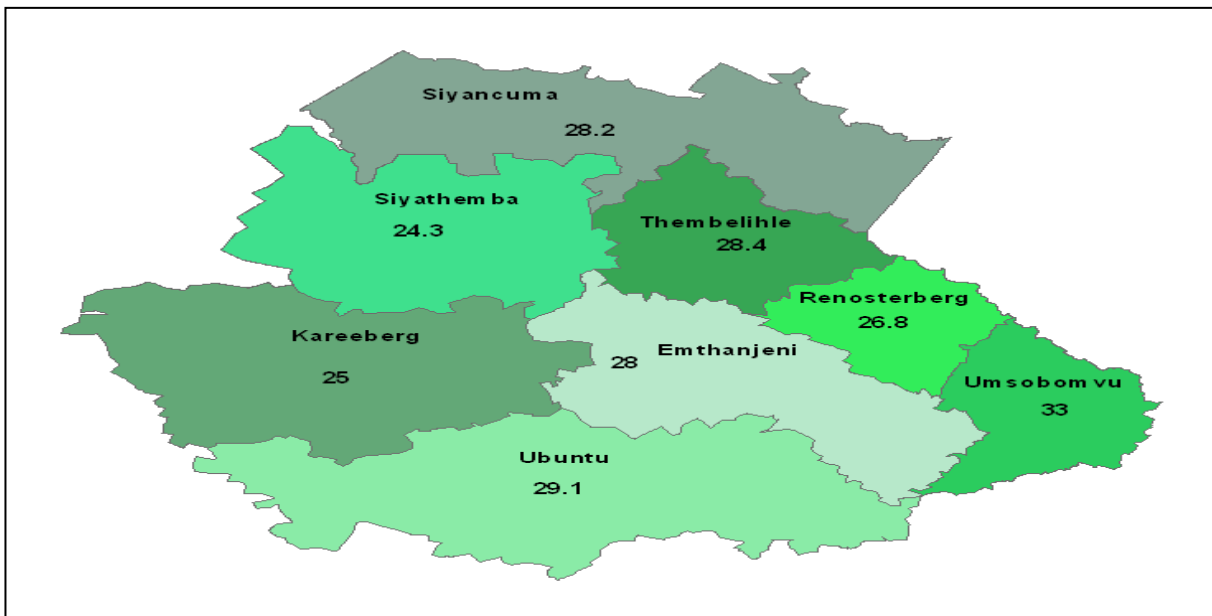 Siyancuma
28.2
Siyathemba
24.3
Thembelihle
28.4
Renosterberg
26.8
Kareeberg
25
Emthanjeni
28
Umsobomvu
33
Ubuntu
29.1